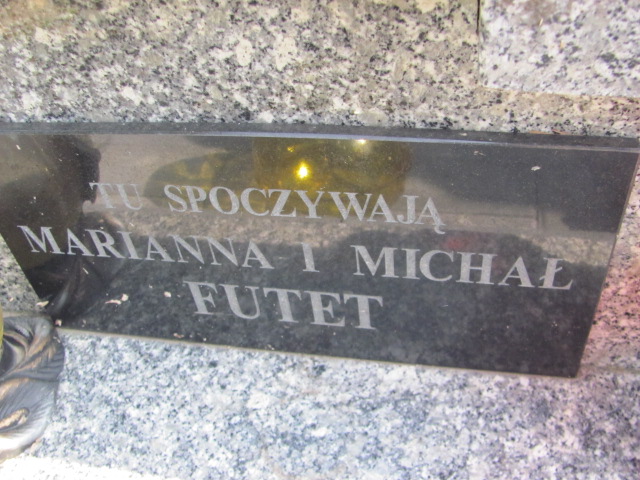 TU SPOCZYWAJĄ
MARIANNA I MICHAŁ
FUTET